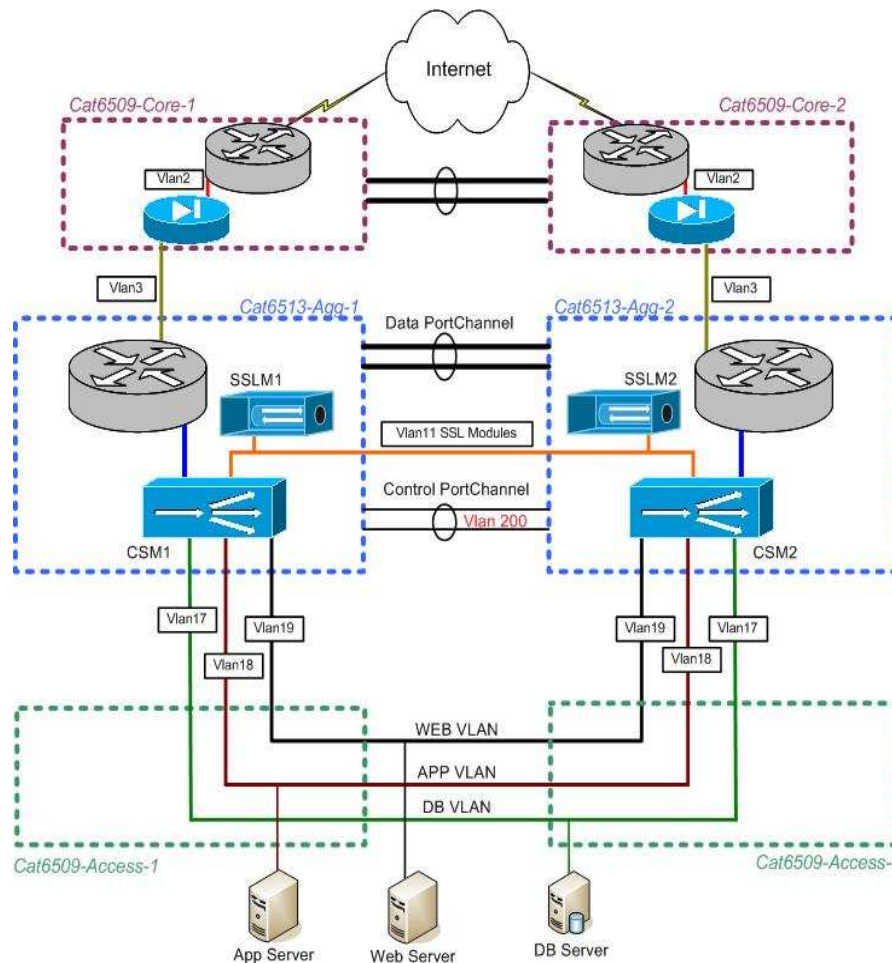 Internet
Cat6509-Core-1
Cat6509-Core-2
Vlan2
Vlan2
Vlan3
Vlan3
Cat6513-Agg-1
Cat6513-Agg-2
Data PortChannel
SSLM1
SSLM2
Vlan11 SSL Modules
Control PortChannel
Vlan 200
CSM1
CSM2
Vlan17
Vlan19
Vlan18
Vlan19
Vlan17
Vlan18
WEB VLAN
APP VLAN
DB VLAN
Cat6509-Access-1
Cat6509-Access-
App Server
Web Server
DB Server